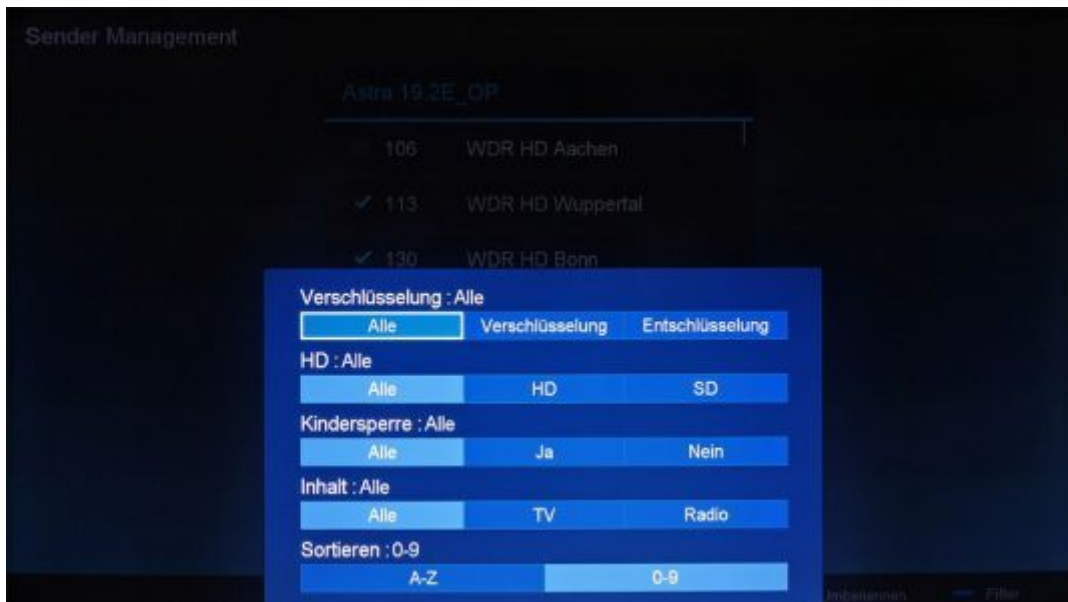 Sender Management
Astra 19.2E_OP
106 WDR HD Aachen
113 WDR HD Wuppertal
130 WDR HD Bonn
Verschlüsselung : Alle
Alle Verschlüsselung Entschlüsselung
HD : Alle
Alle HD SD
Kindersperre : Alle
Alle Ja Nein
Inhalt : Alle
Alle TV Radio
Sortieren : 0-9
A-Z 0-9
Filter